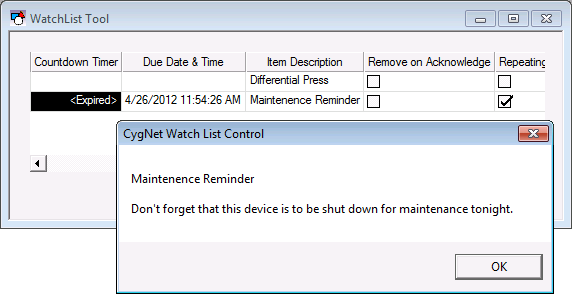 WatchList Tool
Countdown Timer Due Date & Time Item Description Remove on Acknowledge Repeating
Differential Press
<Expired> 4/26/2012 11:54:26 AM Maintenence Reminder
CygNet Watch List Control
Maintenence Reminder
Don't forget that this device is to be shut down for maintenance tonight.
OK